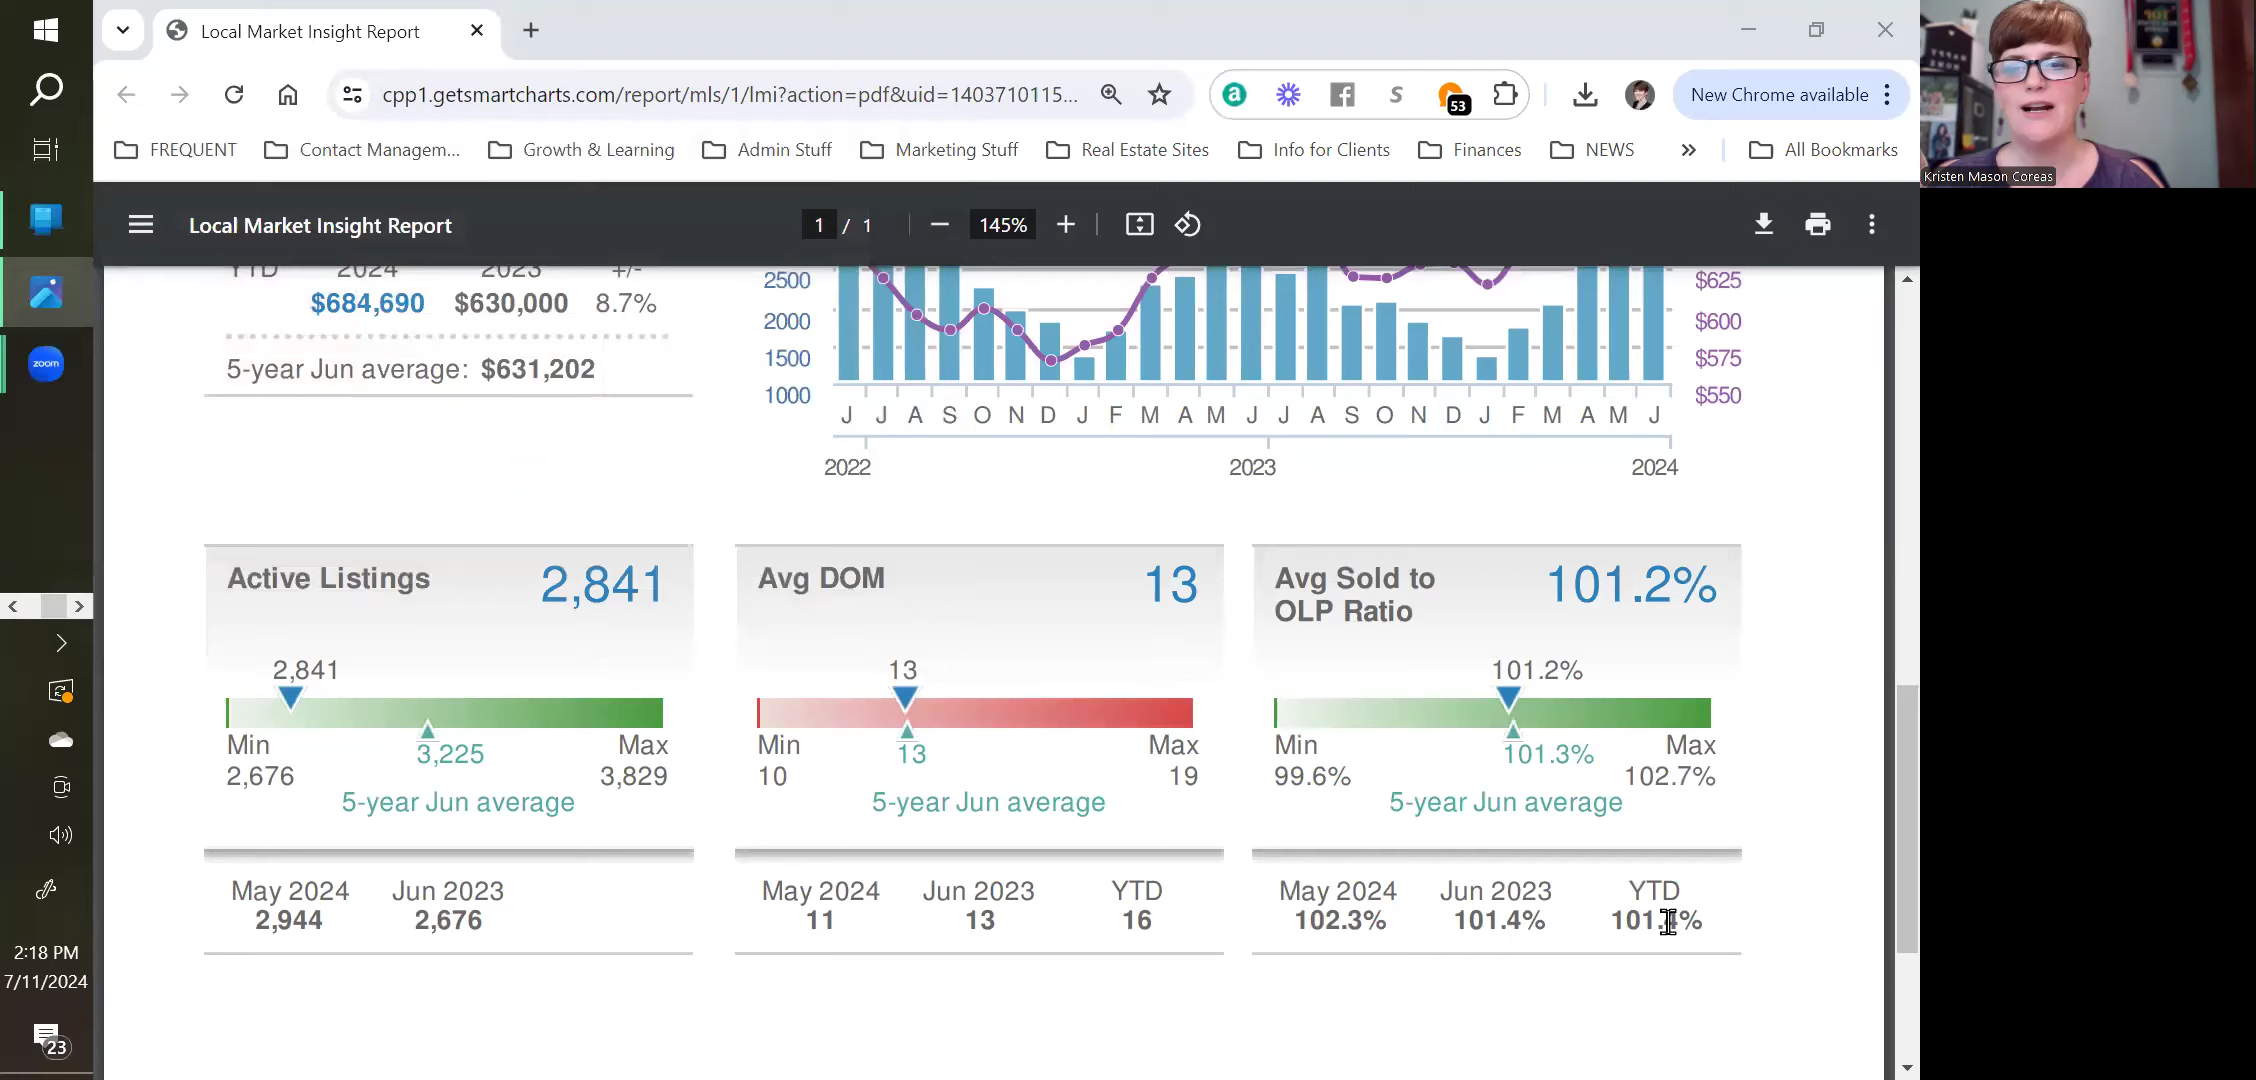 Local Market Insight Report
cpp1.getsmartcharts.com/report/mls/1/lmi?action=pdf&uid=1403710115...
53
New Chrome available
FREQUENT
Contact Managem...
Growth & Learning
Admin Stuff
Marketing Stuff
Real Estate Sites
Info for Clients
Finances
NEWS
All Bookmarks
Kristen Mason Coreas
Local Market Insight Report
1 / 1
145%
YTD 2024 2023 +/-
$684,690 $630,000 8.7%
5-year Jun average: $631,202
2500
2000
1500
1000
$625
$600
$575
$550
J J A S O N D J F M A M J J A S O N D J F M A M J
2022 2023 2024
Active Listings 2,841
2,841
Min 2,676
3,225
Max 3,829
5-year Jun average
May 2024 Jun 2023
2,944 2,676
Avg DOM 13
13
Min 10
13
Max 19
5-year Jun average
May 2024 Jun 2023 YTD
11 13 16
Avg Sold to 101.2%
OLP Ratio
101.2%
Min 99.6%
101.3%
Max 102.7%
5-year Jun average
May 2024 Jun 2023 YTD
102.3% 101.4% 101.4%
zoom
2:18 PM
7/11/2024
23